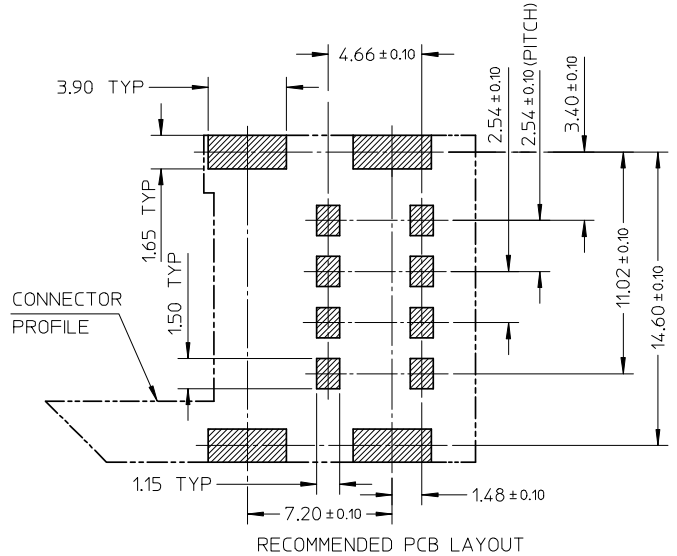 4.66 ±0.10
3.90 TYP
2.54 ±0.10
2.54 ±0.10 (PITCH)
3.40 ±0.10
1.65 TYP
1.50 TYP
11.02 ±0.10
14.60 ±0.10
CONNECTOR
PROFILE
1.15 TYP
1.48 ±0.10
7.20 ±0.10
RECOMMENDED PCB LAYOUT